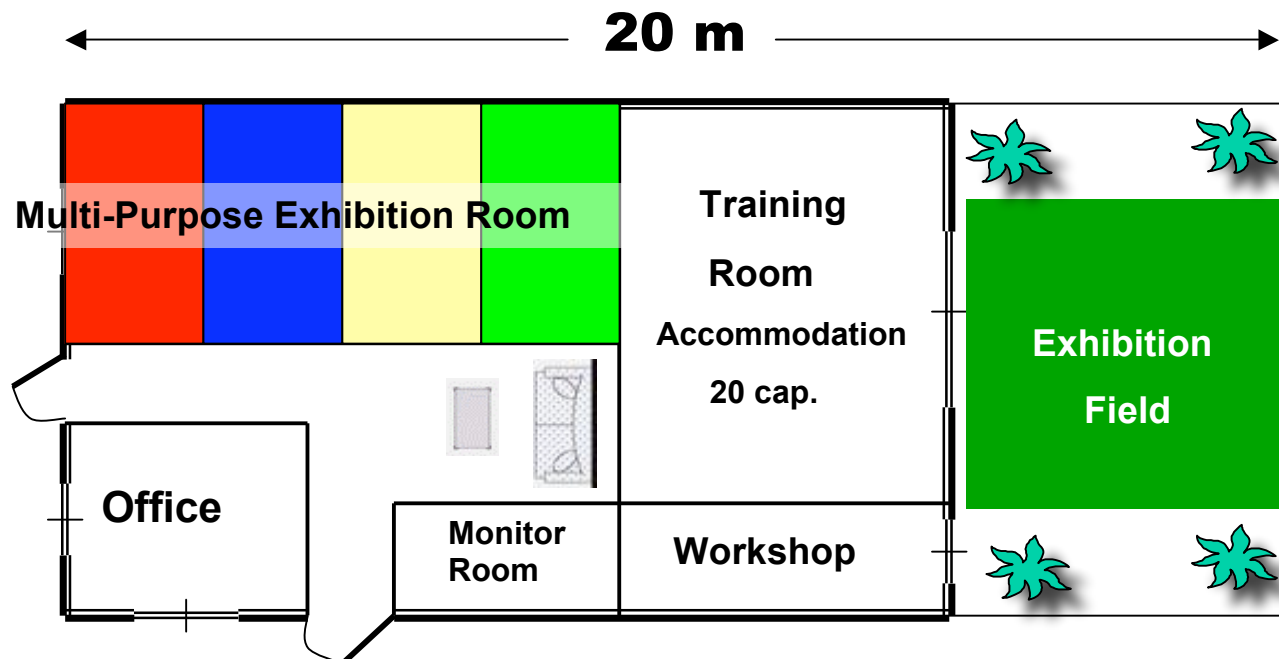 20 m
Multi-Purpose Exhibition Room
Training
Room
Accommodation
20 cap.
Exhibition
Field
Office
Monitor
Room
Workshop